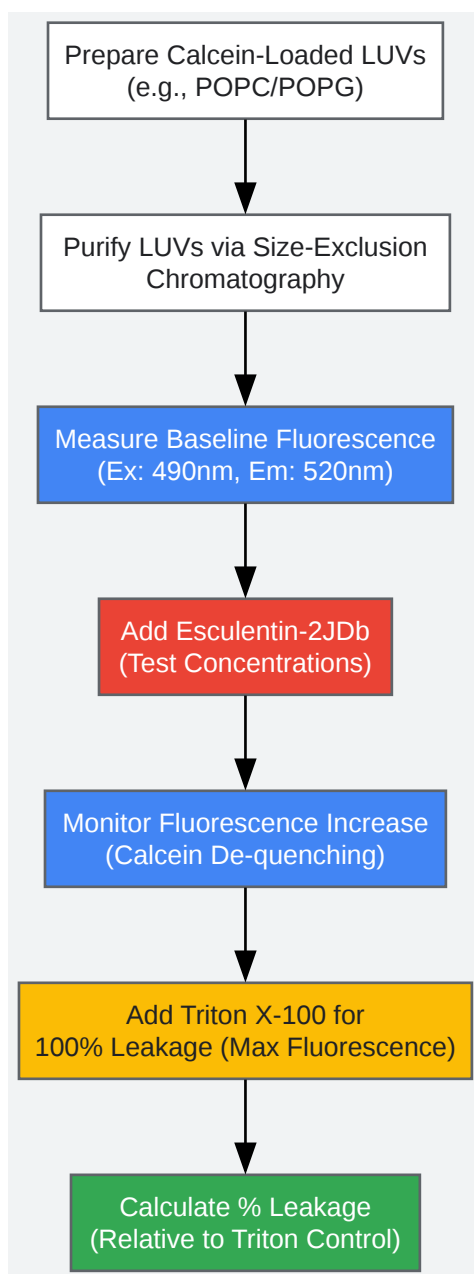 Prepare Calcein-Loaded LUVs
(e.g., POPC/POPG)
Purify LUVs via Size-Exclusion
Chromatography
Measure Baseline Fluorescence
(Ex: 490nm, Em: 520nm)
Add Esculentin-2JDb
(Test Concentrations)
Monitor Fluorescence Increase
(Calcein De-quenching)
Add Triton X-100 for
100% Leakage (Max Fluorescence)
Calculate % Leakage
(Relative to Triton Control)